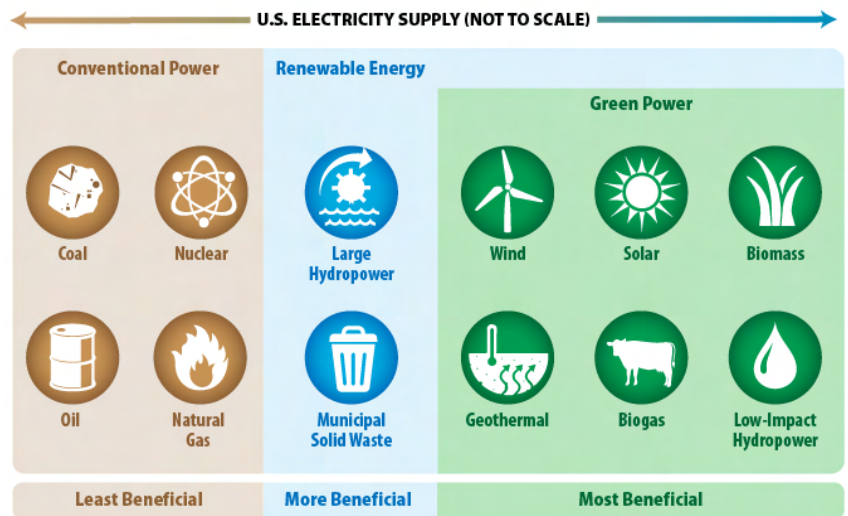 U.S. ELECTRICITY SUPPLY (NOT TO SCALE)
Conventional Power
Renewable Energy
Green Power
Coal
Nuclear
Large
Hydropower
Wind
Solar
Biomass
Oil
Natural
Gas
Municipal
Solid Waste
Geothermal
Biogas
Low-Impact
Hydropower
Least Beneficial
More Beneficial
Most Beneficial